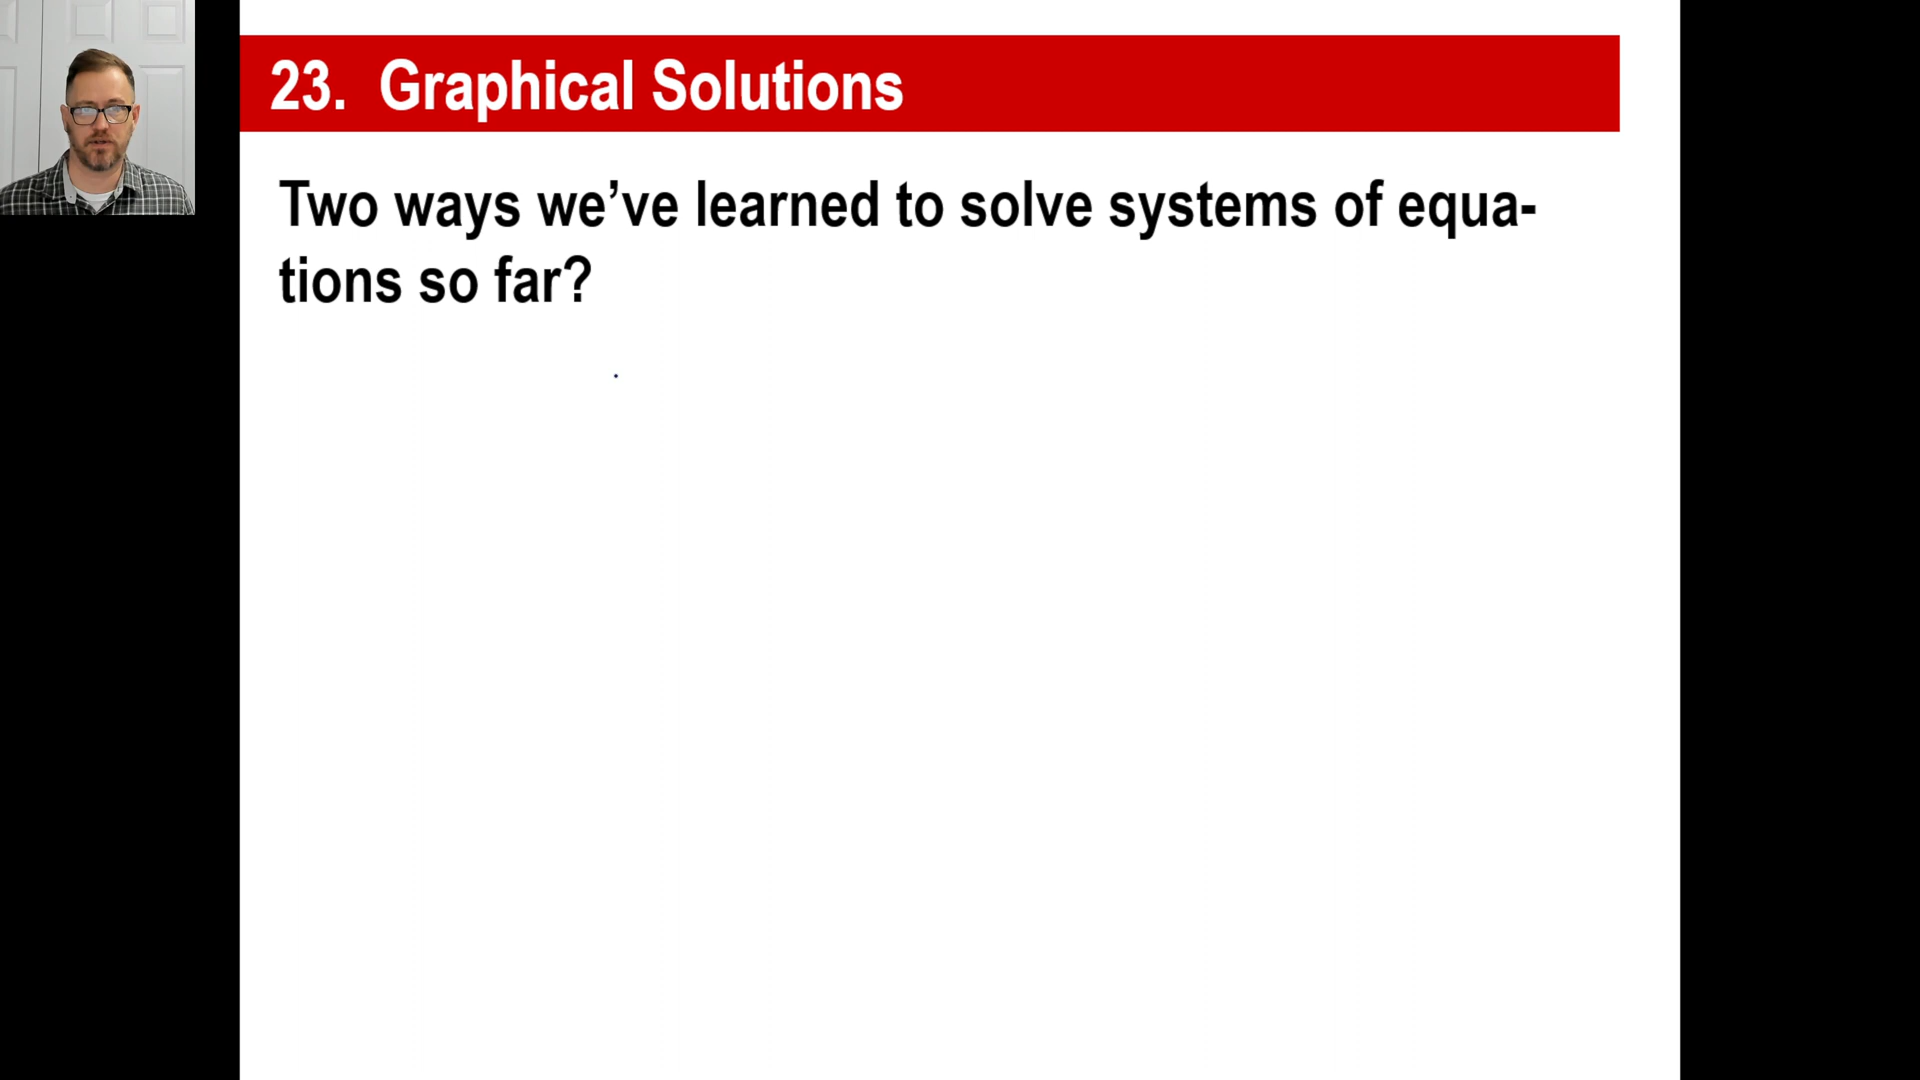 23. Graphical Solutions
Two ways we’ve learned to solve systems of equa-
tions so far?